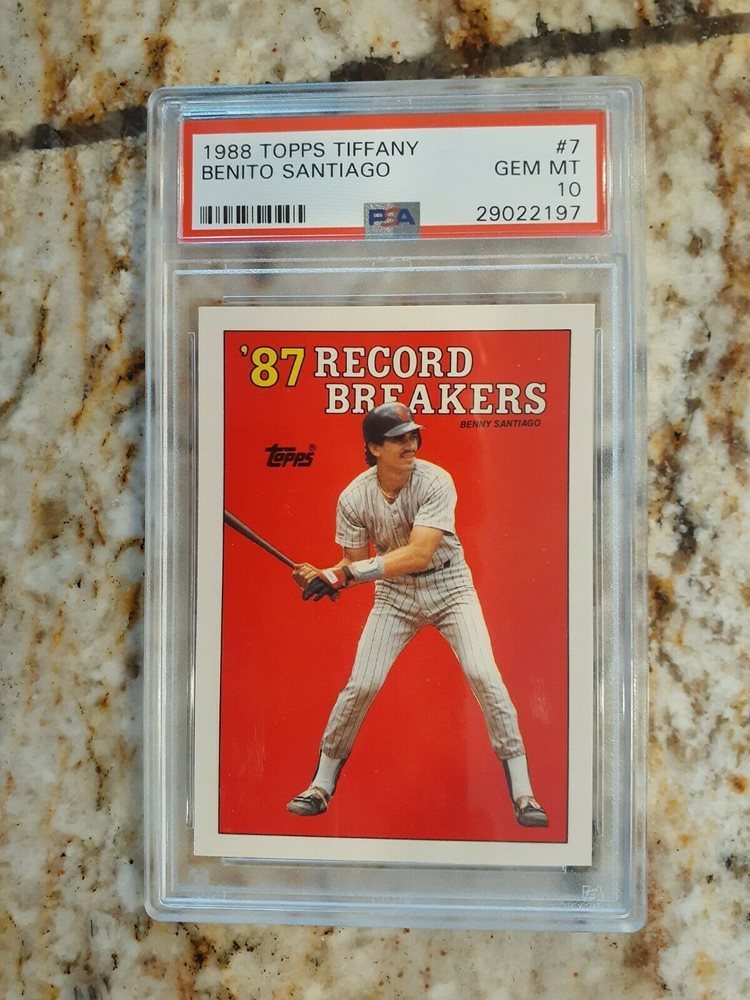 1988 TOPPS TIFFANY #7
BENITO SANTIAGO GEM MT
10
PSA 29022197
'87 RECORD
BREAKERS
BENNY SANTIAGO
TOPPS®